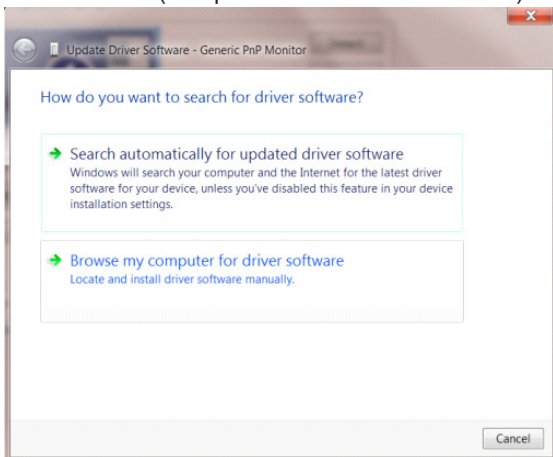 Update Driver Software - Generic PnP Monitor
How do you want to search for driver software?
Search automatically for updated driver software
Windows will search your computer and the Internet for the latest driver
software for your device, unless you've disabled this feature in your device
installation settings.
Browse my computer for driver software
Locate and install driver software manually.
Cancel